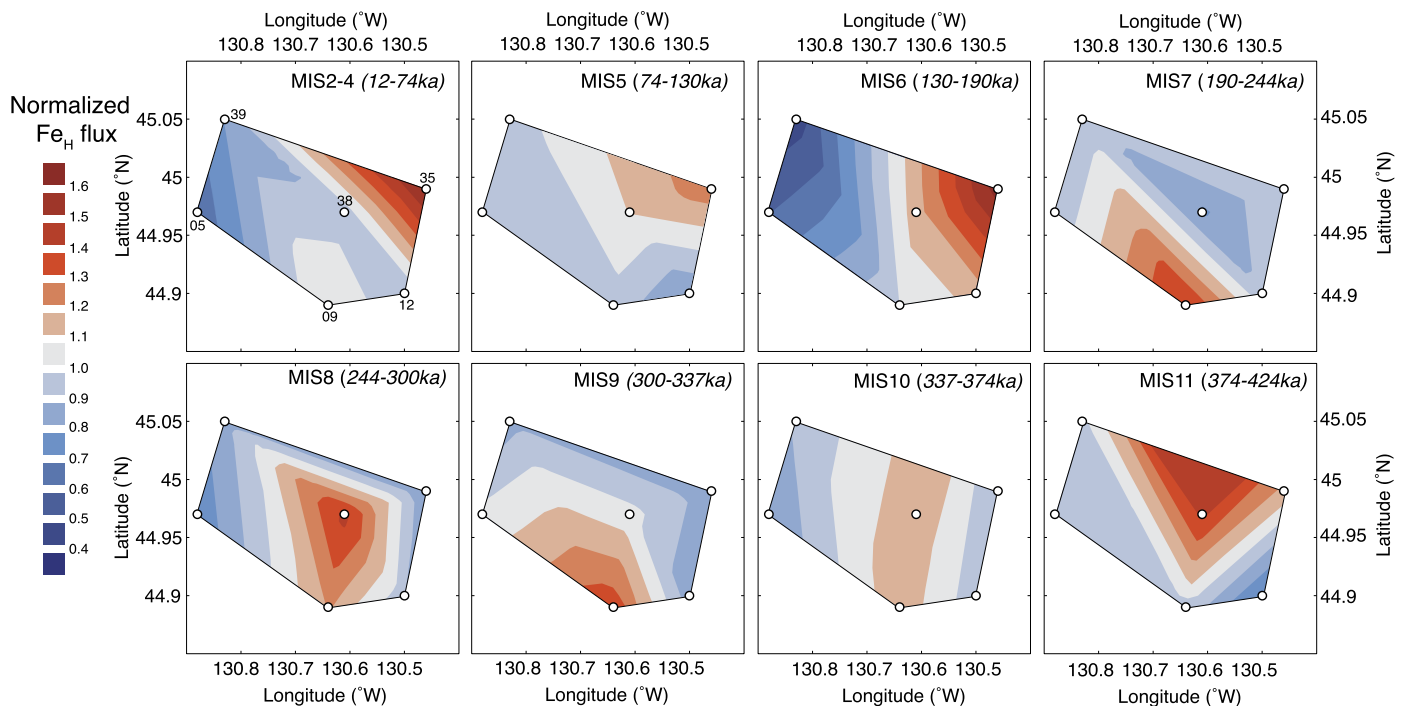 Longitude (˚W)
130.8 130.7 130.6 130.5
Longitude (˚W)
130.8 130.7 130.6 130.5
Normalized
FeH flux
1.6
1.5
1.4
1.3
1.2
1.1
1.0
0.9
0.8
0.7
0.6
0.5
0.4
Latitude (˚N)
45.05
45
44.95
44.9
MIS2-4 (12-74ka)
39
35
38
05
09
12
MIS5 (74-130ka)
MIS6 (130-190ka)
MIS7 (190-244ka)
45.05
45
44.95
44.9
Latitude (˚N)
Latitude (˚N)
45.05
45
44.95
44.9
MIS8 (244-300ka)
MIS9 (300-337ka)
MIS10 (337-374ka)
MIS11 (374-424ka)
45.05
45
44.95
44.9
Latitude (˚N)
130.8 130.7 130.6 130.5
Longitude (˚W)
130.8 130.7 130.6 130.5
Longitude (˚W)
130.8 130.7 130.6 130.5
Longitude (˚W)
130.8 130.7 130.6 130.5
Longitude (˚W)
130.8 130.7 130.6 130.5
Longitude (˚W)
130.8 130.7 130.6 130.5
Longitude (˚W)